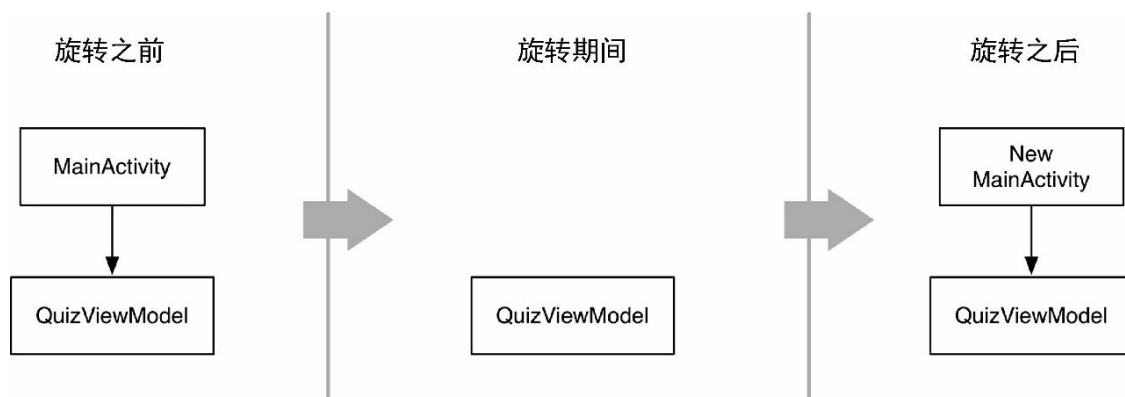 旋转之前
旋转期间
旋转之后
MainActivity
New
MainActivity
QuizViewModel
QuizViewModel
QuizViewModel